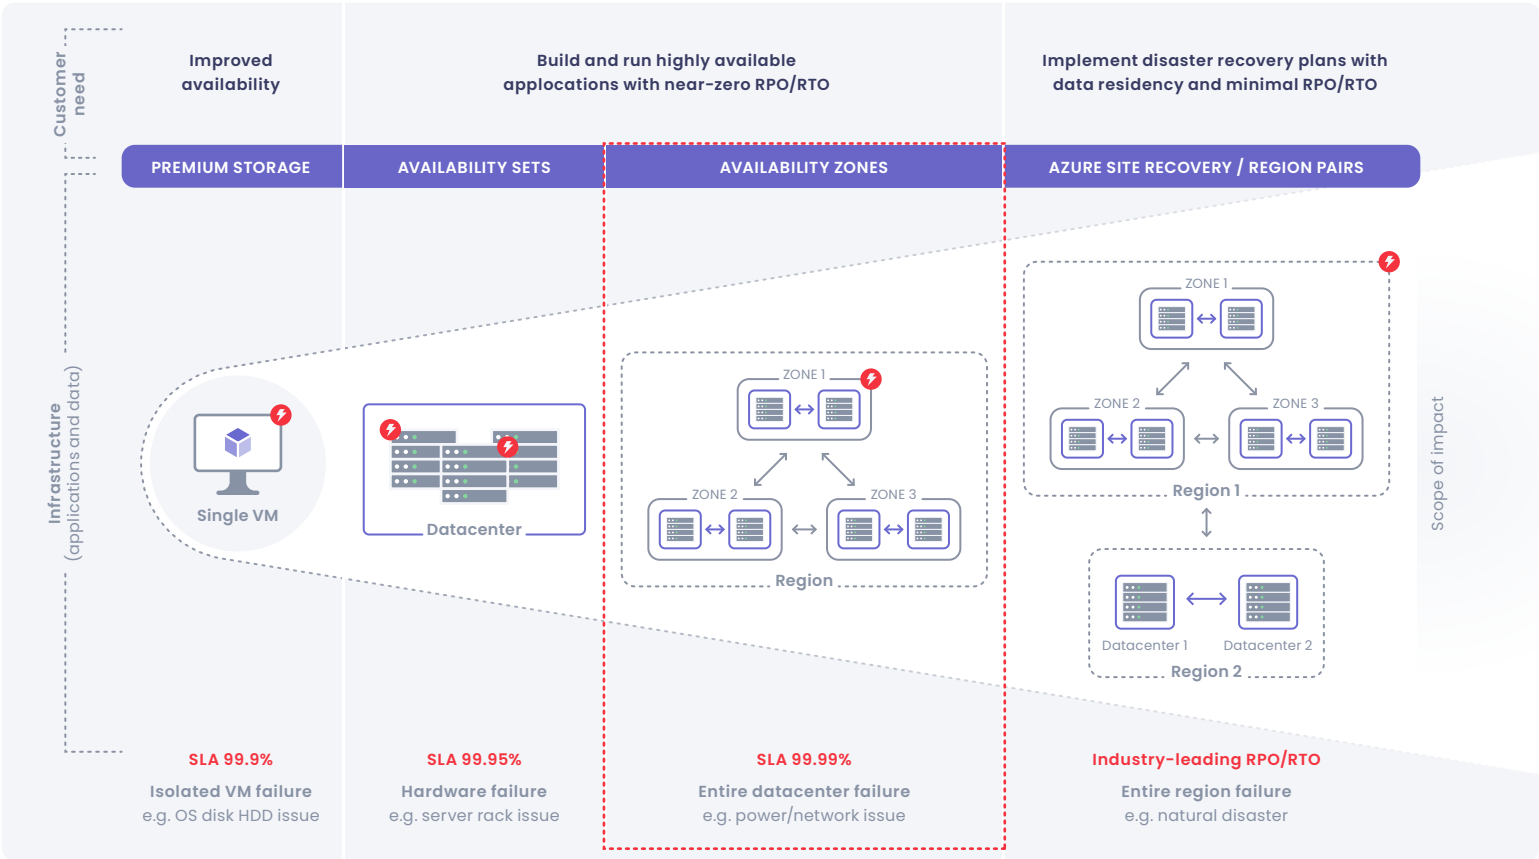 Customer
need
Improved
availability
Build and run highly available
applocations with near-zero RPO/RTO
Implement disaster recovery plans with
data residency and minimal RPO/RTO
PREMIUM STORAGE
AVAILABILITY SETS
AVAILABILITY ZONES
AZURE SITE RECOVERY / REGION PAIRS
Infrastructure
(applications and data)
Single VM
Datacenter
ZONE 1
ZONE 2
ZONE 3
Region
ZONE 1
ZONE 2
ZONE 3
Region 1
Datacenter 1
Datacenter 2
Region 2
Scope of impact
SLA 99.9%
Isolated VM failure
e.g. OS disk HDD issue
SLA 99.95%
Hardware failure
e.g. server rack issue
SLA 99.99%
Entire datacenter failure
e.g. power/network issue
Industry-leading RPO/RTO
Entire region failure
e.g. natural disaster